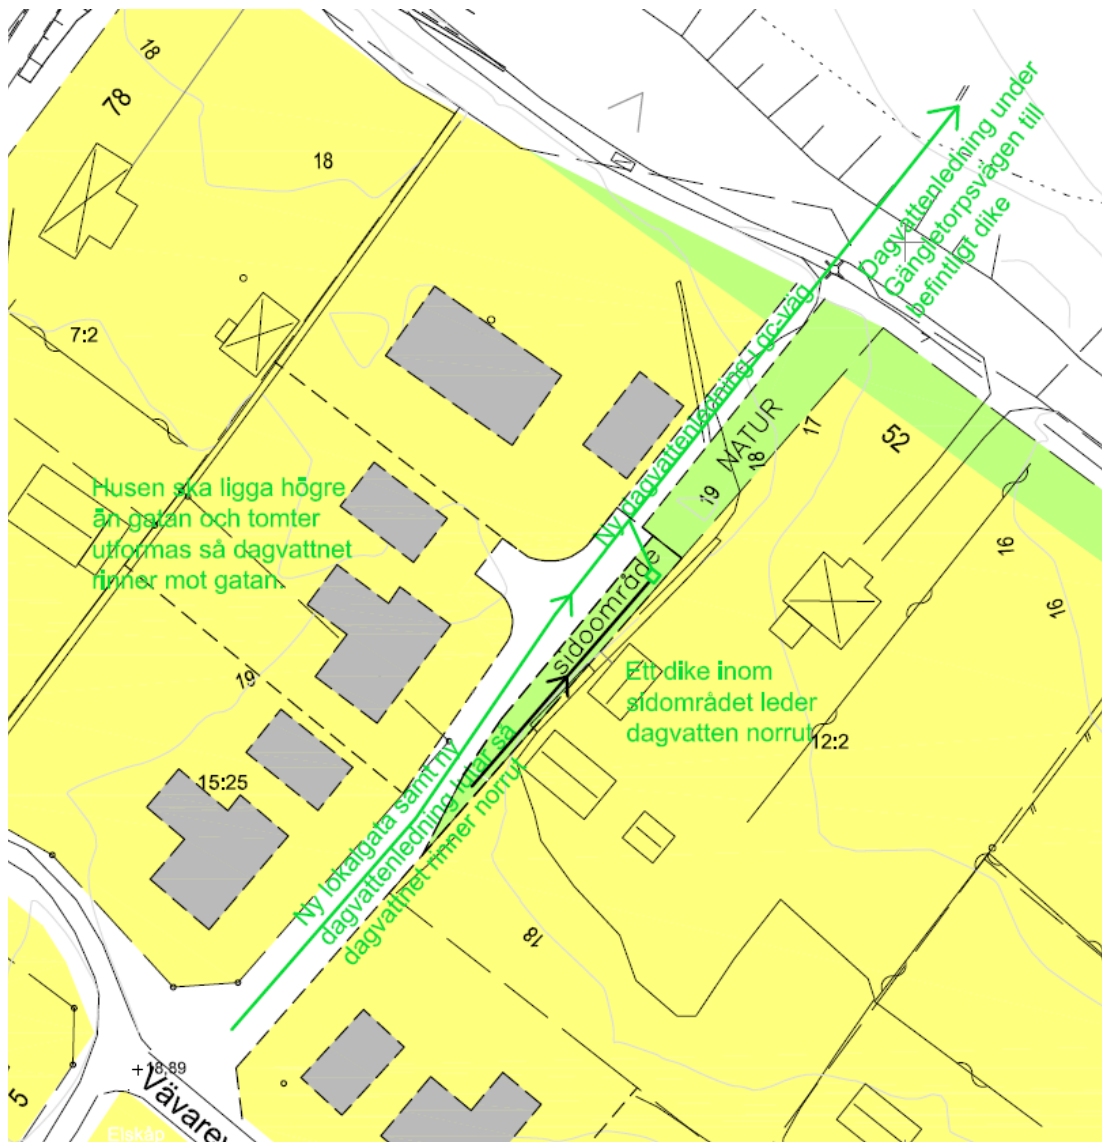 18
78
18
7:2
Dagvattenledning under
Gängletorpsvägen till
befintligt dike
Ny dagvattenledning i gc-väg
NATUR
17
18
19
52
16
16
Husen ska ligga högre
än gatan och tomter
utformas så dagvattnet
rinner mot gatan.
sidoområde
Ett dike inom
sidområdet leder
dagvatten norrut
12:2
19
15:25
Ny lokalgata samt ny
dagvattenledning lutar så
dagvattnet rinner norrut
18
+18,89
Vävarev
5
Elskåp